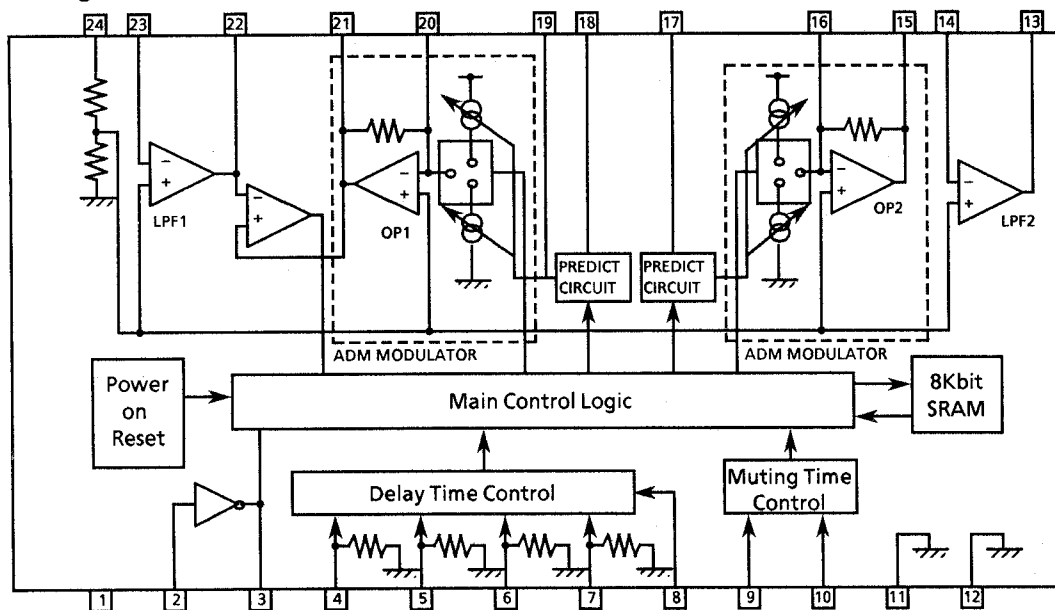 24 23 22 21 20 19 18 17 16 15 14 13
- + LPF1
- +
- + OP1
- + OP2
- + LPF2
PREDICT
CIRCUIT
PREDICT
CIRCUIT
ADM MODULATOR
ADM MODULATOR
Power
on
Reset
Main Control Logic
8Kbit
SRAM
Delay Time Control
Muting Time
Control
1 2 3 4 5 6 7 8 9 10 11 12